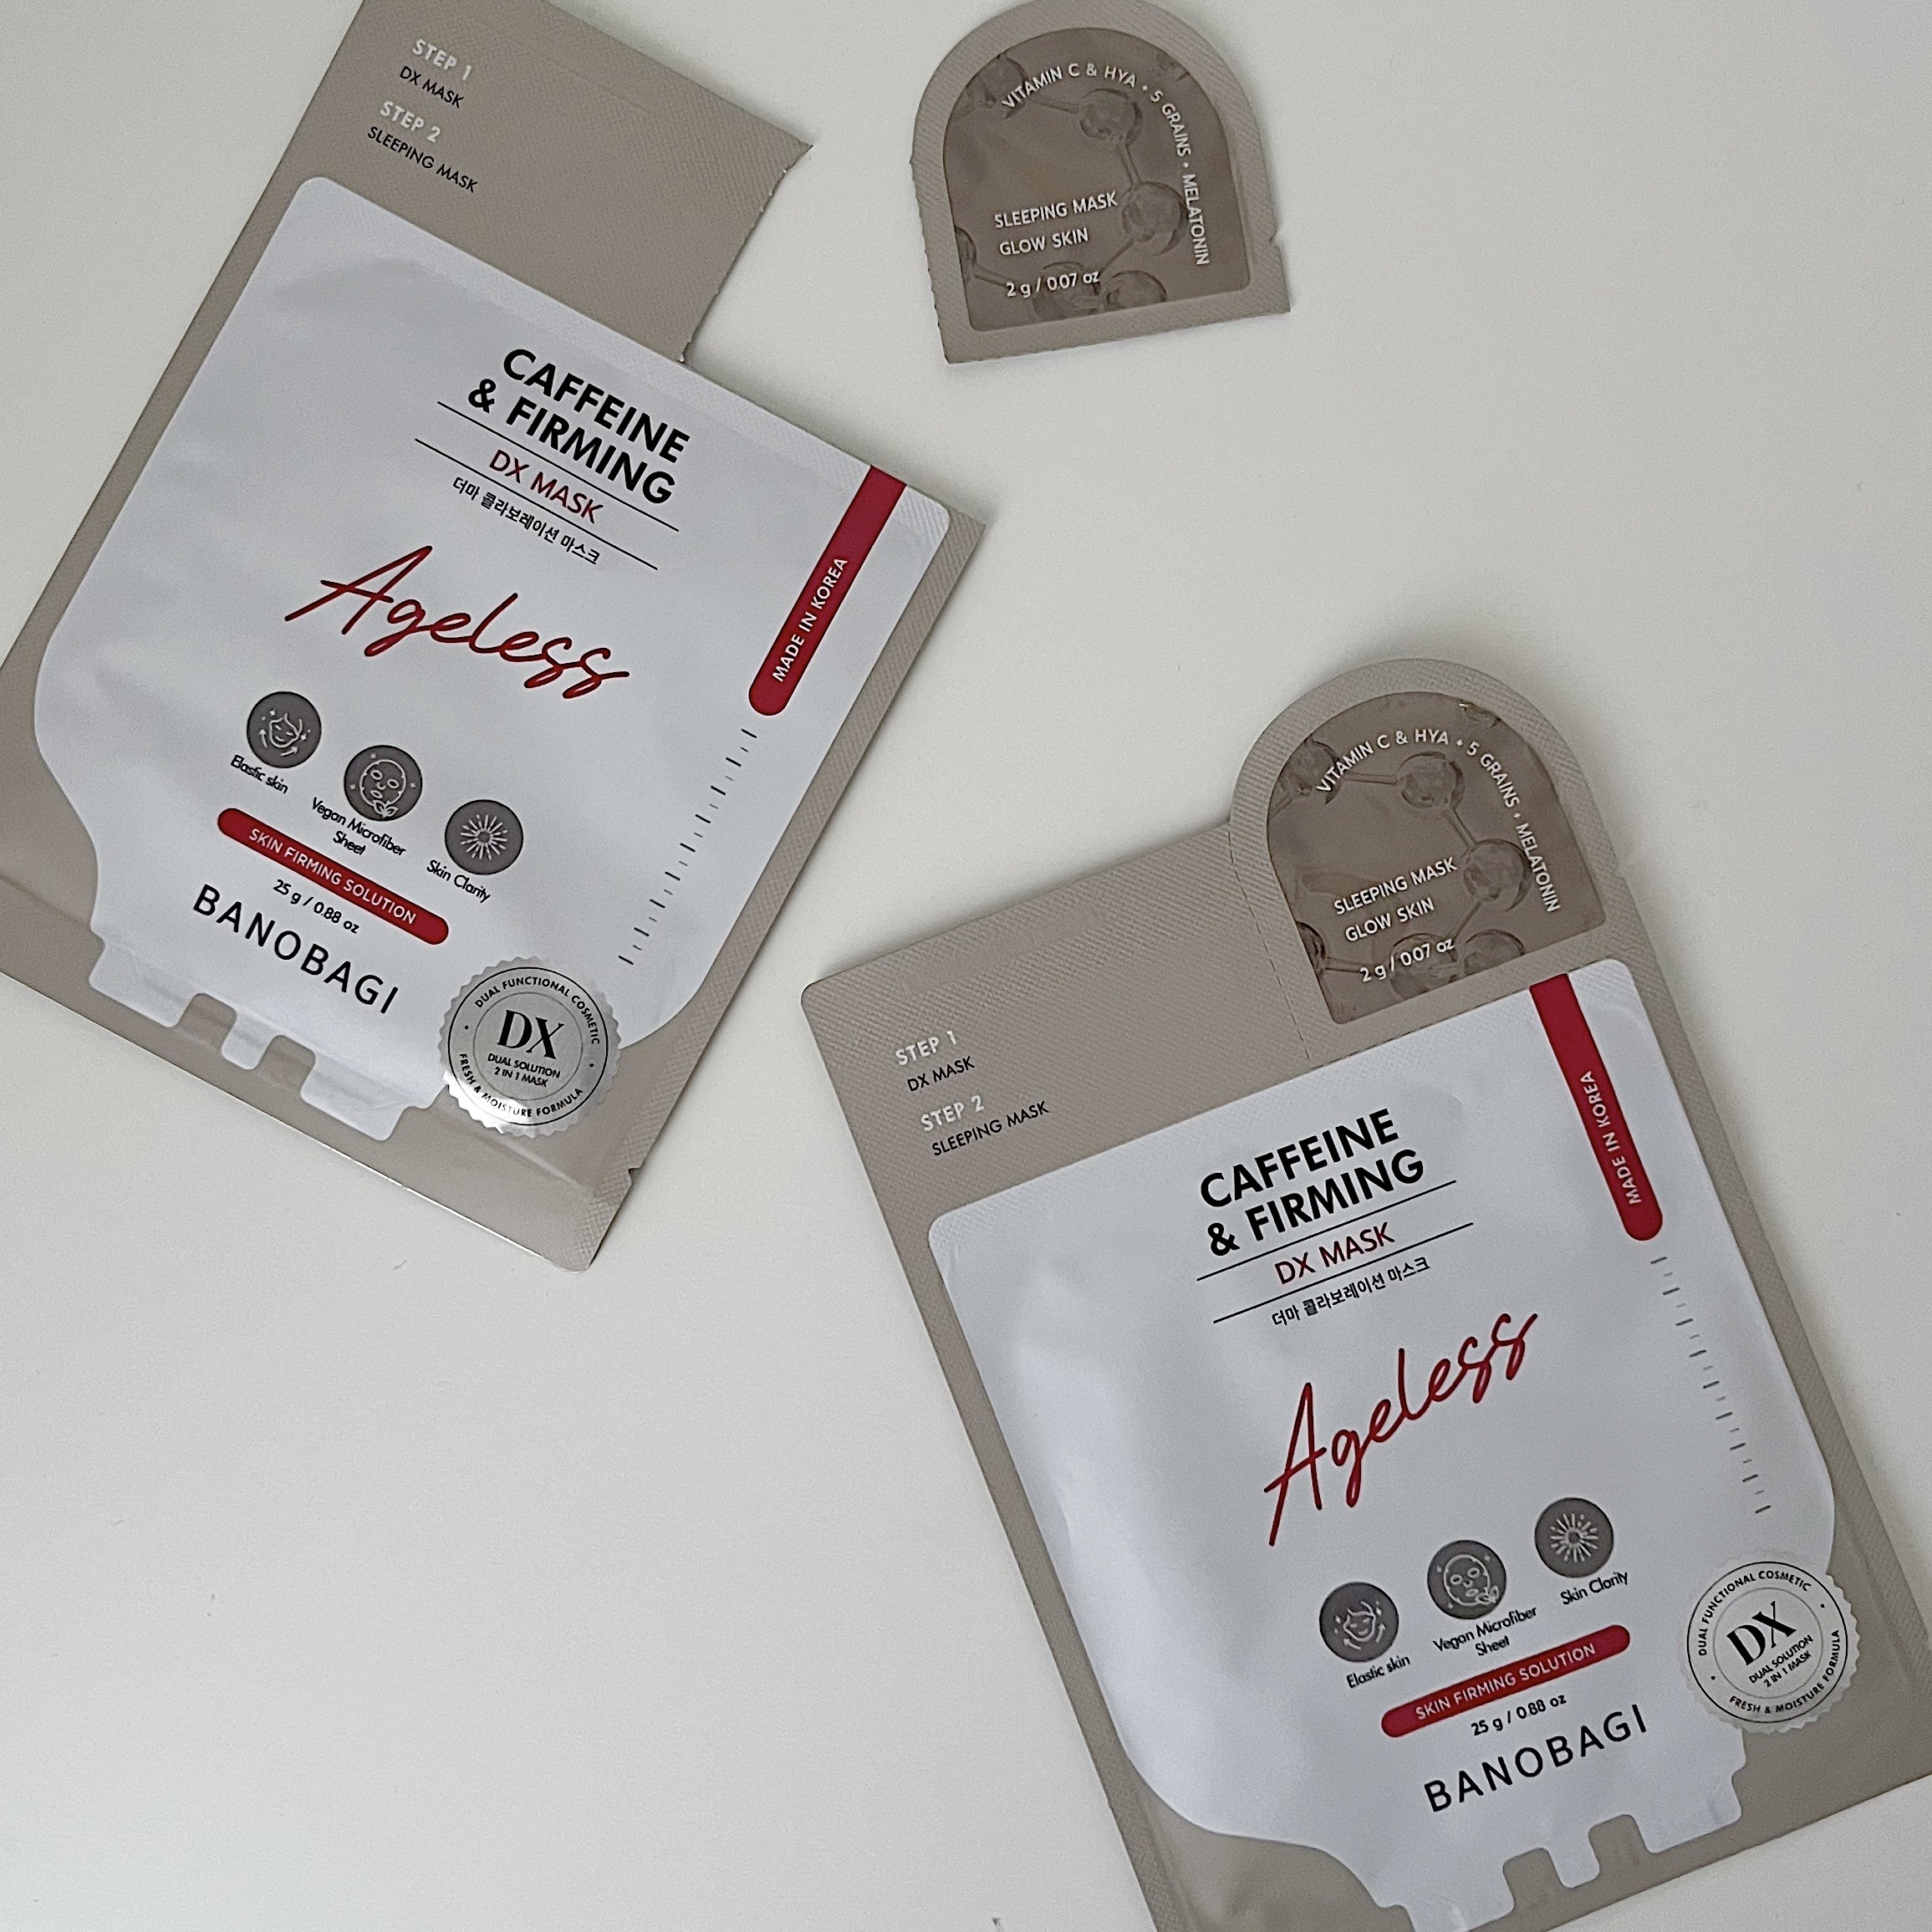 STEP 1
DX MASK
STEP 2
SLEEPING MASK
CAFFEINE
& FIRMING
DX MASK
더마 콜라보레이션 마스크
Ageless
MADE IN KOREA
Elastic skin
Vegan Microfiber
Sheet
Skin Clarity
SKIN FIRMING SOLUTION
25 g / 0.88 oz
BANOBAGI
DUAL FUNCTIONAL COSMETIC
DX
DUAL SOLUTION
2 IN 1 MASK
FRESH & MOISTURE FORMULA
VITAMIN C & HYA + 5 GRAINS + MELATONIN
SLEEPING MASK
GLOW SKIN
2 g / 0.07 oz
VITAMIN C & HYA + 5 GRAINS + MELATONIN
SLEEPING MASK
GLOW SKIN
2 g / 0.07 oz
STEP 1
DX MASK
STEP 2
SLEEPING MASK
CAFFEINE
& FIRMING
DX MASK
더마 콜라보레이션 마스크
Ageless
MADE IN KOREA
Elastic skin
Vegan Microfiber
Sheet
Skin Clarity
SKIN FIRMING SOLUTION
25 g / 0.88 oz
BANOBAGI
DUAL FUNCTIONAL COSMETIC
DX
DUAL SOLUTION
2 IN 1 MASK
FRESH & MOISTURE FORMULA